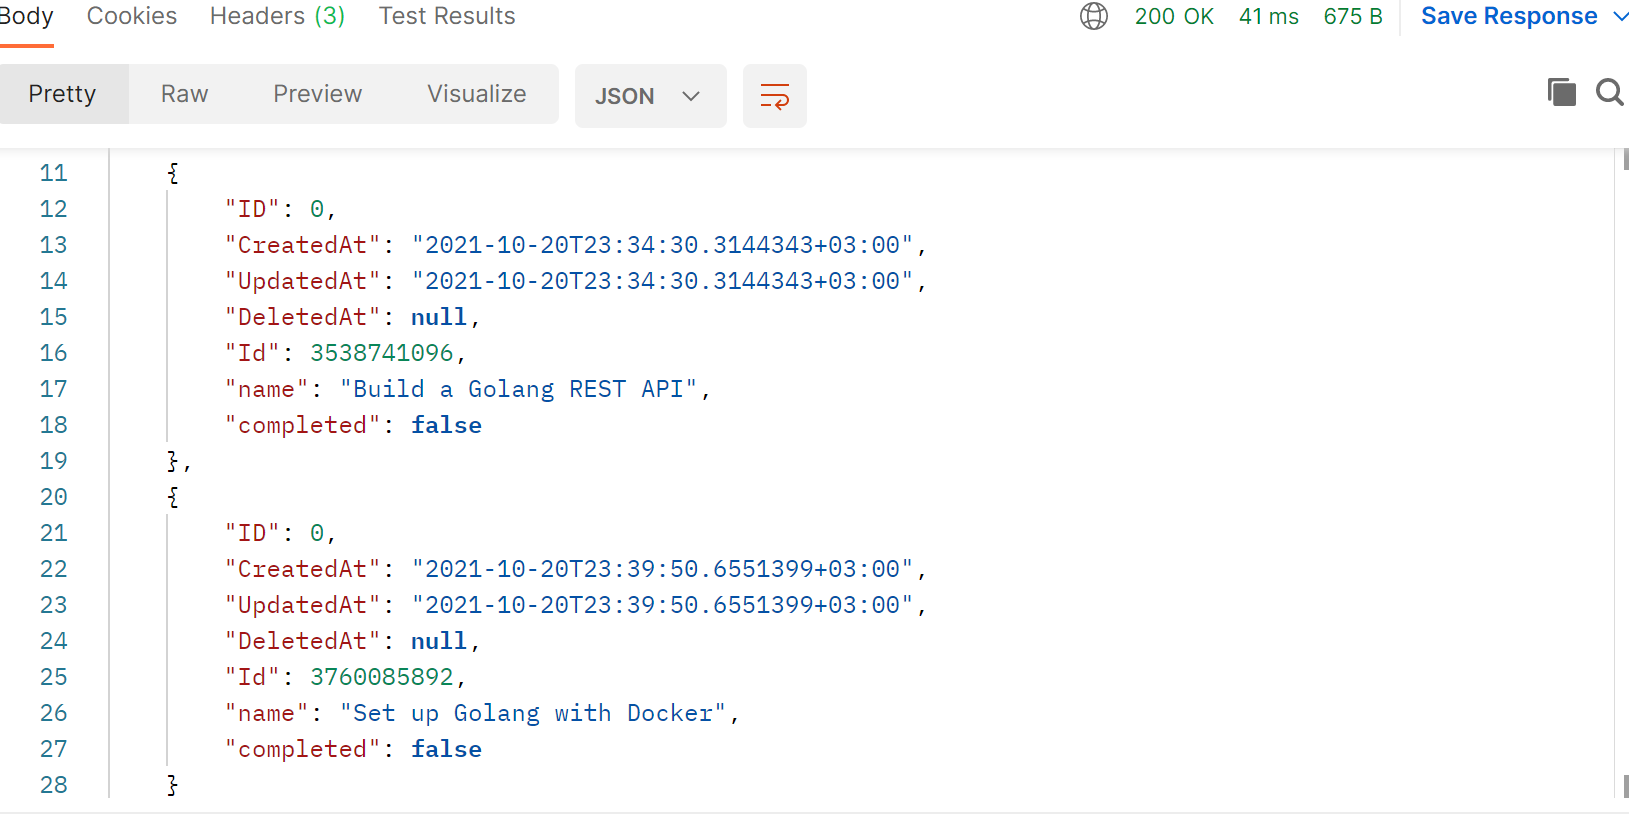 Body Cookies Headers (3) Test Results 200 OK 41 ms 675 B Save Response
Pretty Raw Preview Visualize JSON
11 {
12 "ID": 0,
13 "CreatedAt": "2021-10-20T23:34:30.3144343+03:00",
14 "UpdatedAt": "2021-10-20T23:34:30.3144343+03:00",
15 "DeletedAt": null,
16 "Id": 3538741096,
17 "name": "Build a Golang REST API",
18 "completed": false
19 },
20 {
21 "ID": 0,
22 "CreatedAt": "2021-10-20T23:39:50.6551399+03:00",
23 "UpdatedAt": "2021-10-20T23:39:50.6551399+03:00",
24 "DeletedAt": null,
25 "Id": 3760085892,
26 "name": "Set up Golang with Docker",
27 "completed": false
28 }